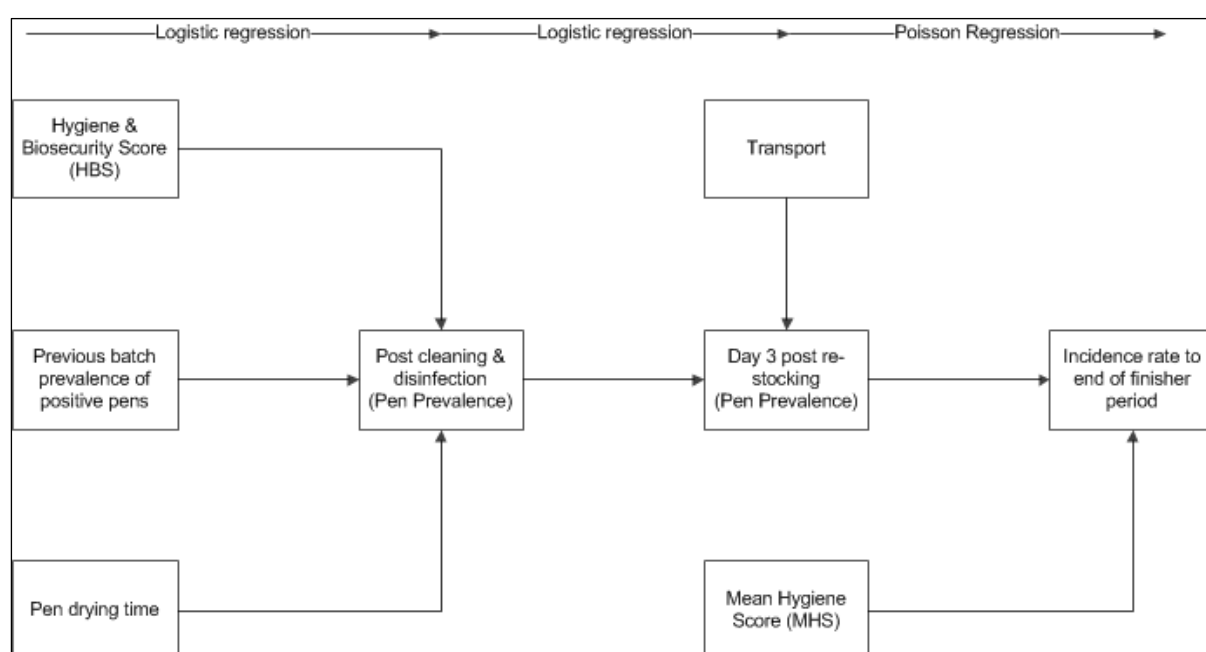 Logistic regression
Logistic regression
Poisson Regression
Hygiene &
Biosecurity Score
(HBS)
Transport
Previous batch
prevalence of
positive pens
Post cleaning &
disinfection
(Pen Prevalence)
Day 3 post re-
stocking
(Pen Prevalence)
Incidence rate to
end of finisher
period
Pen drying time
Mean Hygiene
Score (MHS)